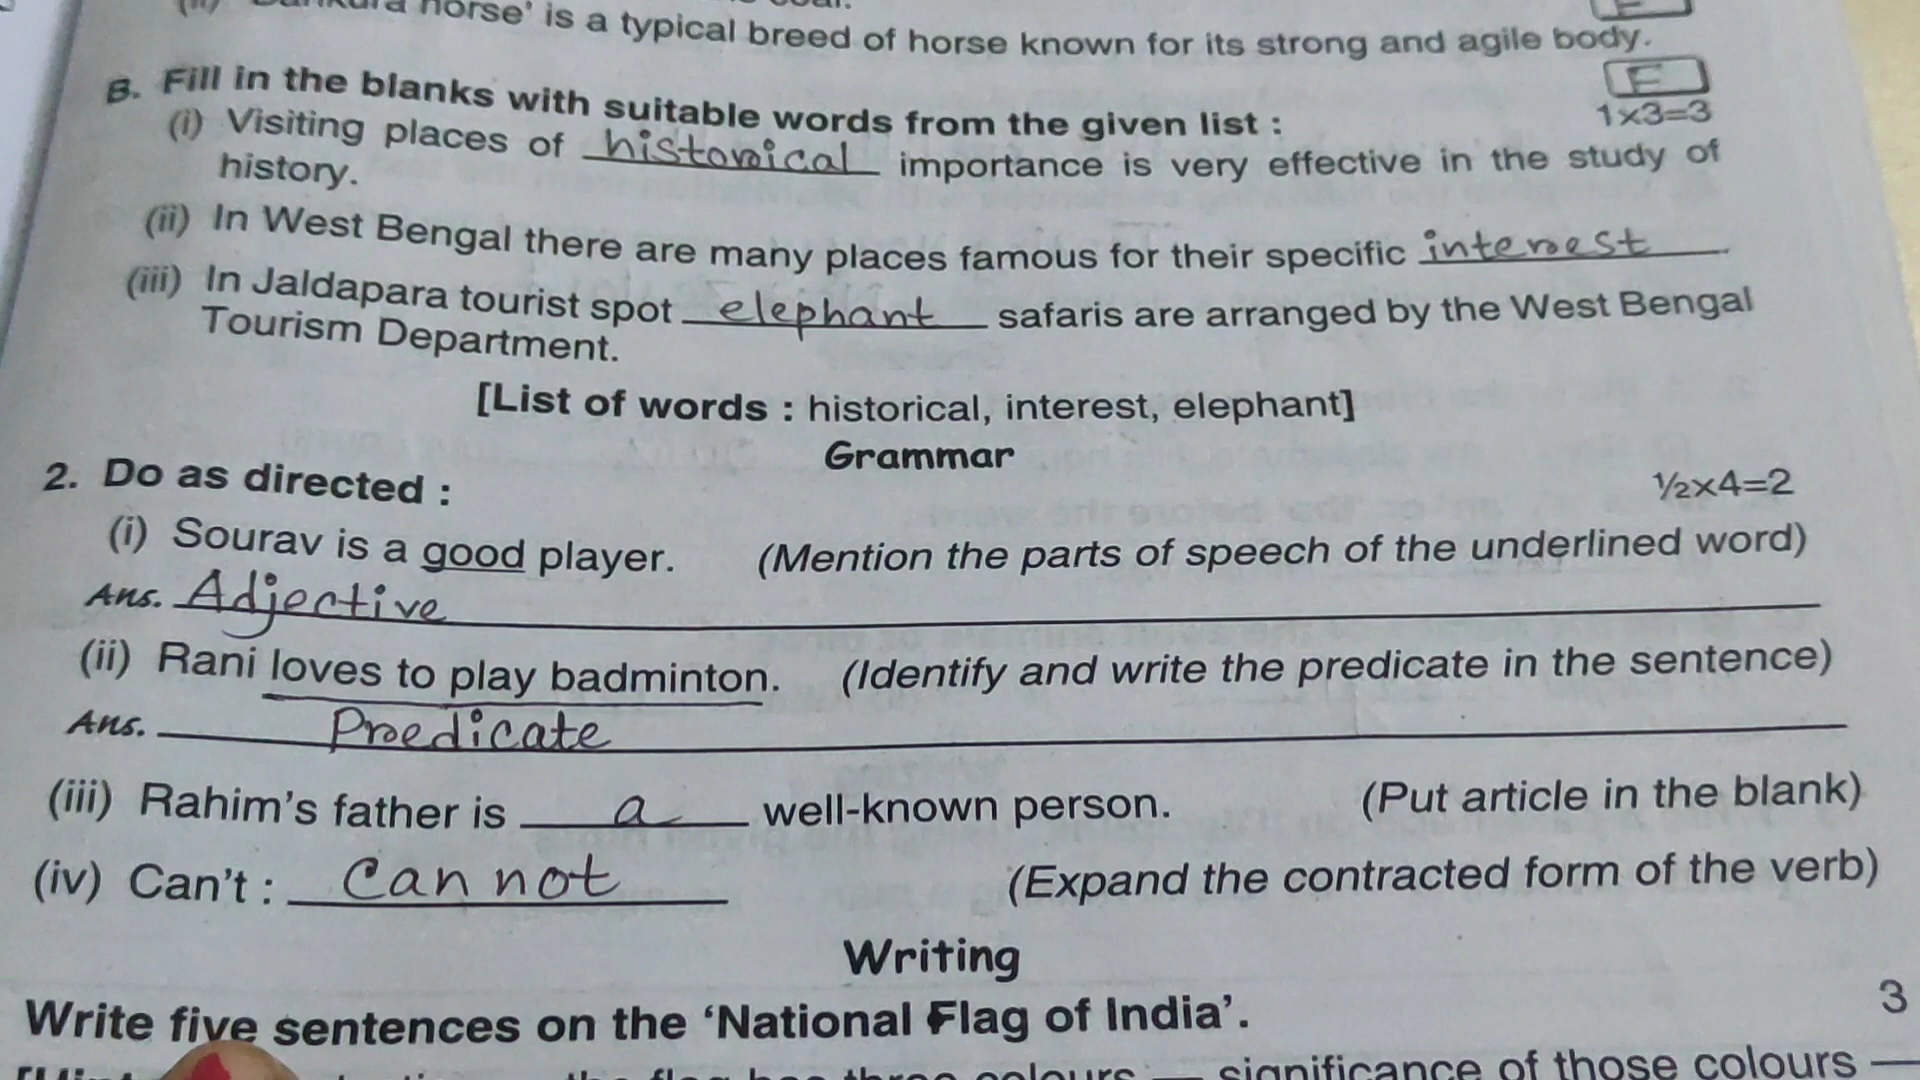 horse' is a typical breed of horse known for its strong and agile body.
F
B. Fill in the blanks with suitable words from the given list :
1×3=3
(i) Visiting places of historical importance is very effective in the study of
history.
(ii) In West Bengal there are many places famous for their specific interest.
(iii) In Jaldapara tourist spot elephant safaris are arranged by the West Bengal
Tourism Department.
[List of words : historical, interest, elephant]
Grammar
2. Do as directed :
½×4=2
(i) Sourav is a good player. (Mention the parts of speech of the underlined word)
Ans. Adjective
(ii) Rani loves to play badminton. (Identify and write the predicate in the sentence)
Ans. Predicate
(iii) Rahim's father is a well-known person. (Put article in the blank)
(iv) Can't : Can not (Expand the contracted form of the verb)
Writing
Write five sentences on the 'National Flag of India'.
3
the flag has three colours — significance of those colours —